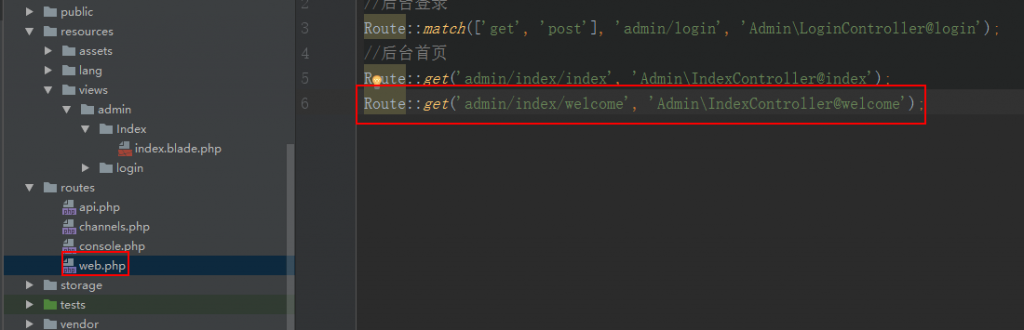 public
resources
assets
lang
views
admin
Index
index.blade.php
login
routes
api.php
channels.php
console.php
web.php
storage
tests
vendor
2 //后台登录
3 Route::match(['get', 'post'], 'admin/login', 'Admin\LoginController@login');
4 //后台首页
5 Route::get('admin/index/index', 'Admin\IndexController@index');
6 Route::get('admin/index/welcome', 'Admin\IndexController@welcome');